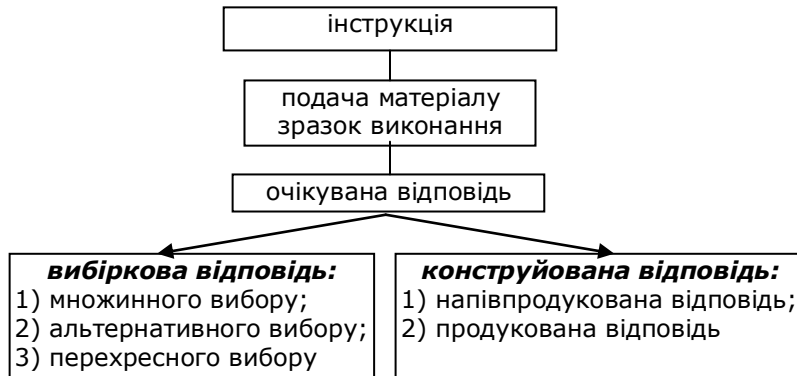 інструкція
подача матеріалу
зразок виконання
очікувана відповідь
вибіркова відповідь:
1) множинного вибору;
2) альтернативного вибору;
3) перехресного вибору
конструйована відповідь:
1) напівпродукована відповідь;
2) продукована відповідь